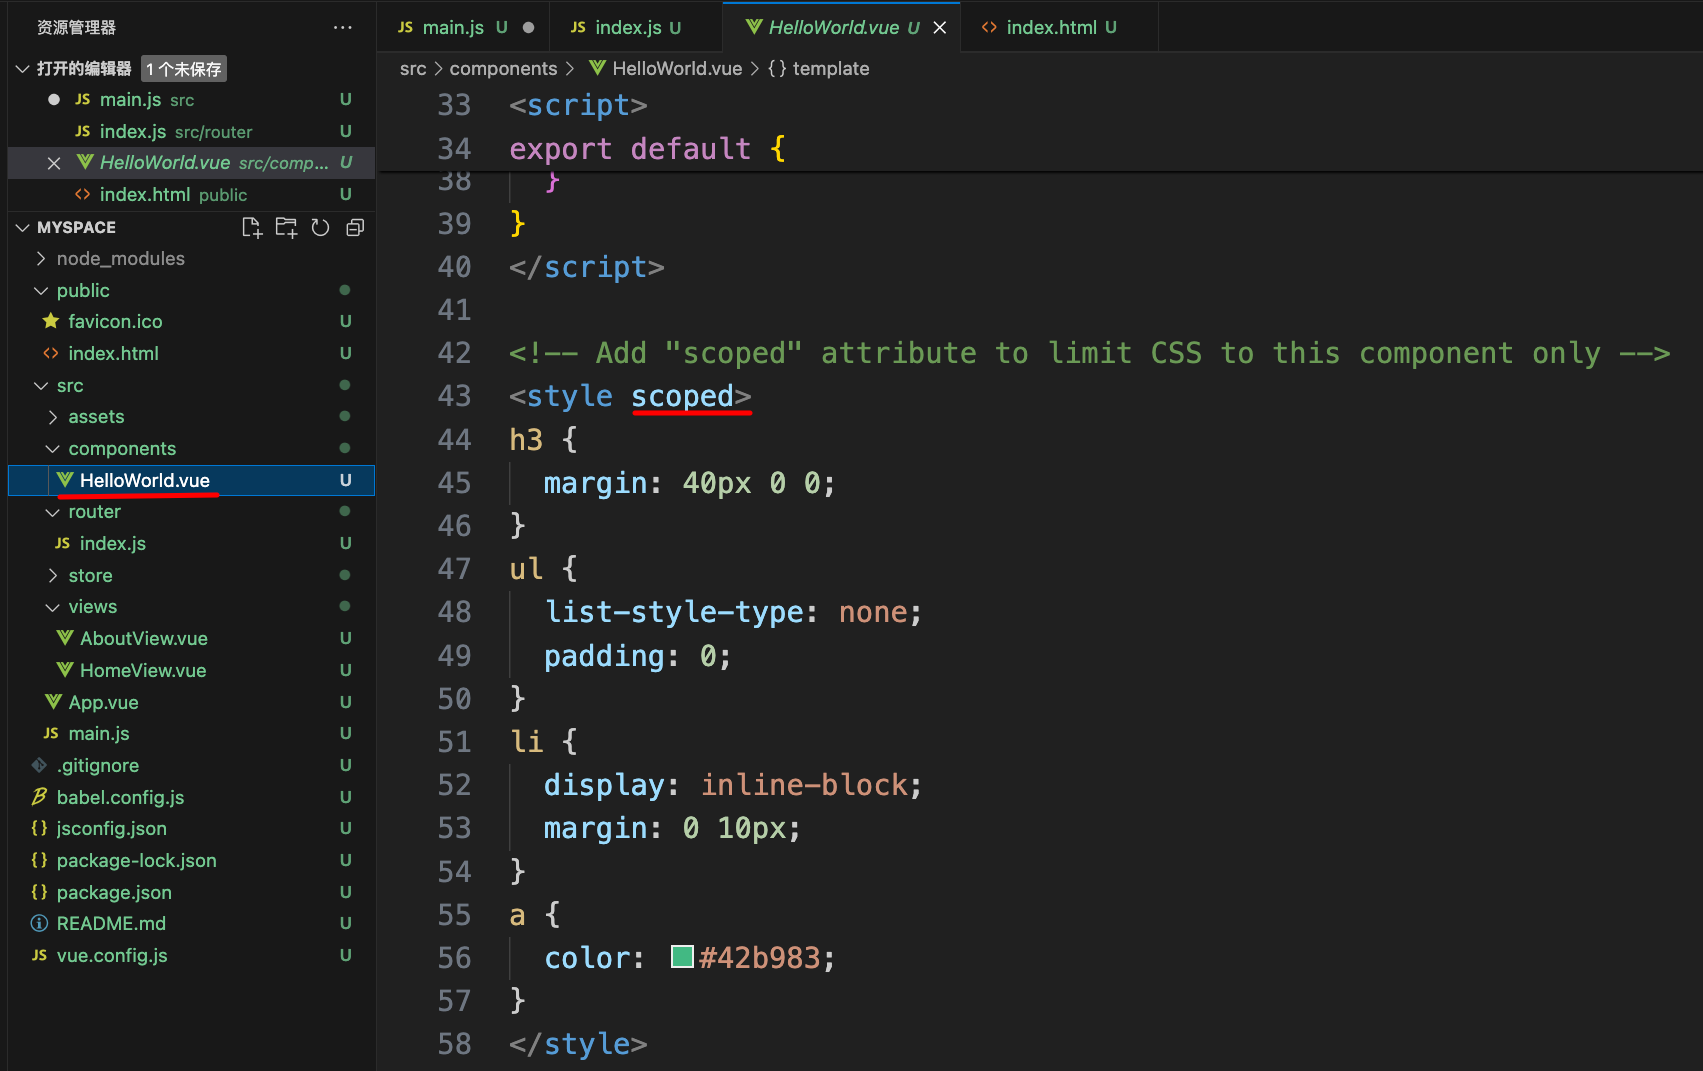 资源管理器 ···
打开的编辑器 1 个未保存
JS main.js src U
JS index.js src/router U
HelloWorld.vue src/comp... U
<> index.html public U
MYSPACE
node_modules
public
favicon.ico U
<> index.html U
src
assets
components
HelloWorld.vue U
router
JS index.js U
store
views
AboutView.vue U
HomeView.vue U
App.vue U
JS main.js U
.gitignore U
babel.config.js U
{} jsconfig.json U
{} package-lock.json U
{} package.json U
README.md U
JS vue.config.js U
JS main.js U
JS index.js U
HelloWorld.vue U
<> index.html U
src > components > HelloWorld.vue > {} template
33 <script>
34 export default {
38 }
39 }
40 </script>
41
42 <!-- Add "scoped" attribute to limit CSS to this component only -->
43 <style scoped>
44 h3 {
45 margin: 40px 0 0;
46 }
47 ul {
48 list-style-type: none;
49 padding: 0;
50 }
51 li {
52 display: inline-block;
53 margin: 0 10px;
54 }
55 a {
56 color: #42b983;
57 }
58 </style>